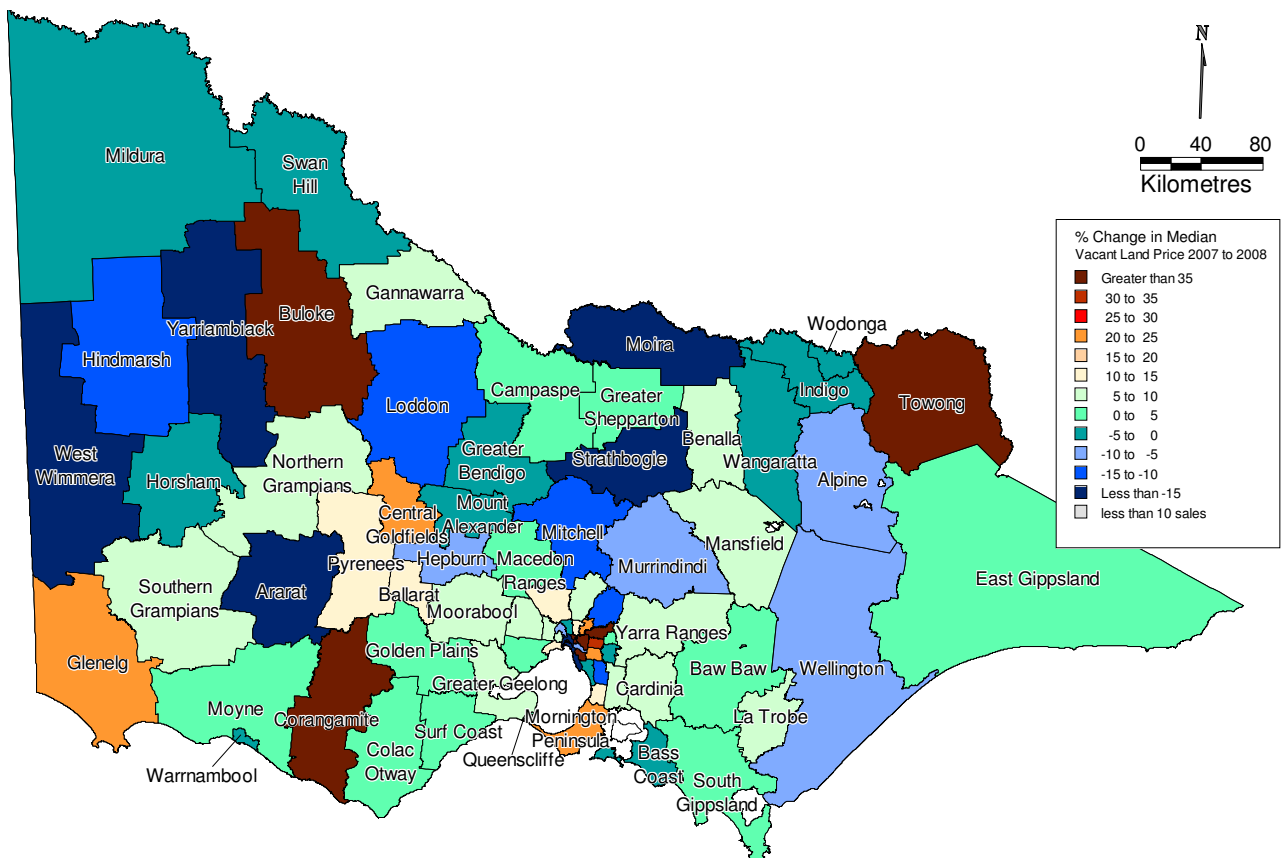 N
0 40 80
Kilometres
% Change in Median
Vacant Land Price 2007 to 2008
Greater than 35
30 to 35
25 to 30
20 to 25
15 to 20
10 to 15
5 to 10
0 to 5
-5 to 0
-10 to -5
-15 to -10
Less than -15
less than 10 sales
Mildura
Swan
Hill
Gannawarra
Buloke
Yarriambiack
Hindmarsh
Wodonga
Moira
Indigo
Towong
Campaspe
Greater
Shepparton
Loddon
Benalla
Wangaratta
Alpine
West
Wimmera
Horsham
Northern
Grampians
Greater
Bendigo
Strathbogie
Central
Goldfields
Mount
Alexander
Mitchell
Mansfield
Hepburn
Macedon
Ranges
Murrindindi
East Gippsland
Pyrenees
Southern
Grampians
Ararat
Ballarat
Moorabool
Yarra Ranges
Golden Plains
Glenelg
Baw Baw
Wellington
Greater Geelong
Cardinia
Moyne
Corangamite
Surf Coast
Mornington
Peninsula
La Trobe
Colac
Otway
Queenscliffe
Bass
Coast
Warrnambool
South
Gippsland